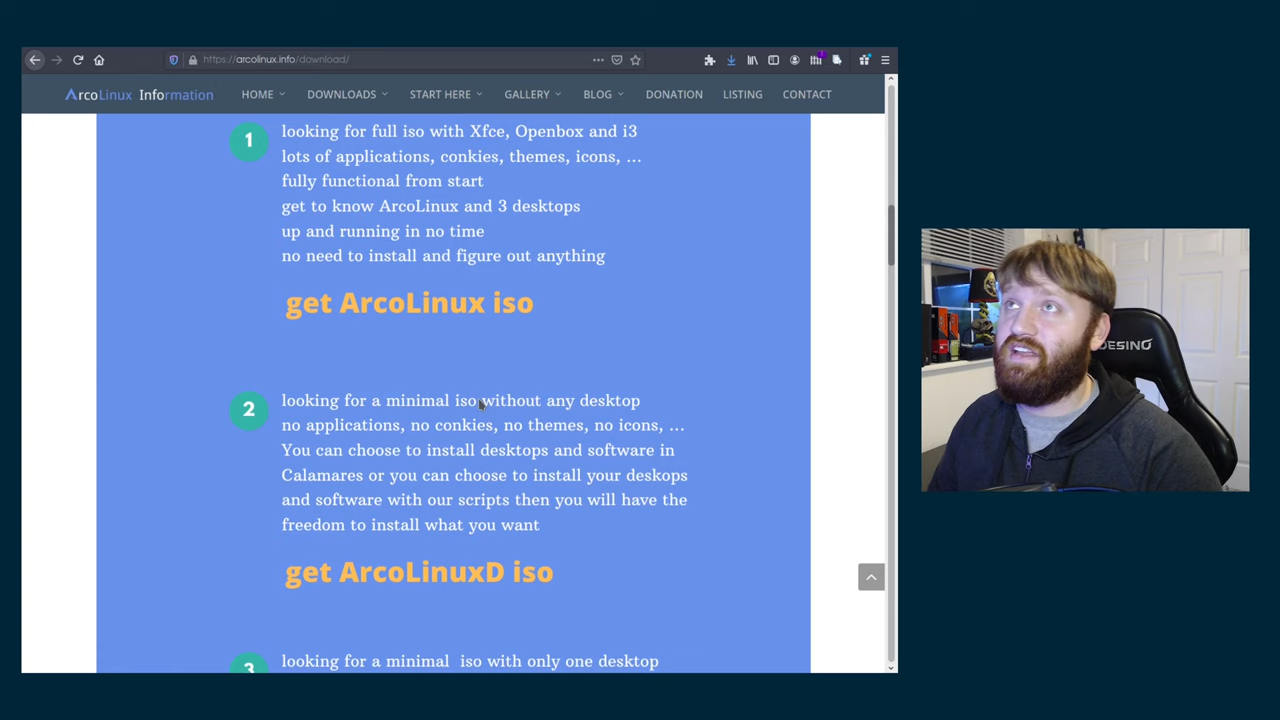 https://arcolinux.info/download/
ArcoLinux Information
HOME
DOWNLOADS
START HERE
GALLERY
BLOG
DONATION
LISTING
CONTACT
1
looking for full iso with Xfce, Openbox and i3
lots of applications, conkies, themes, icons, …
fully functional from start
get to know ArcoLinux and 3 desktops
up and running in no time
no need to install and figure out anything
get ArcoLinux iso
2
looking for a minimal iso without any desktop
no applications, no conkies, no themes, no icons, …
You can choose to install desktops and software in
Calamares or you can choose to install your deskops
and software with our scripts then you will have the
freedom to install what you want
get ArcoLinuxD iso
3
looking for a minimal iso with only one desktop
DESINO